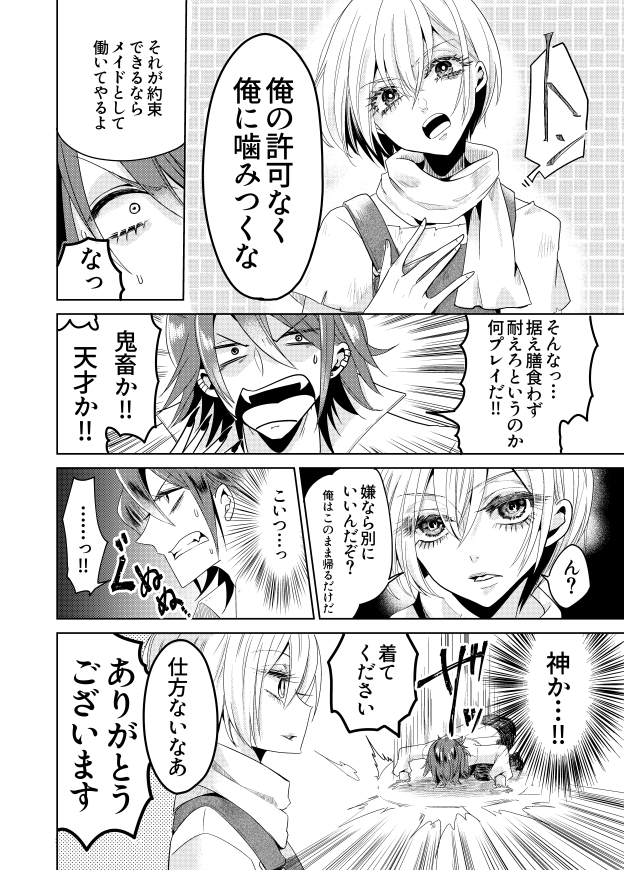 俺の許可なく
俺に噛みつくな
それが約束
できるなら
メイドとして
働いてやるよ
なっ
そんなっ…
据え膳食わず
耐えろというのか
何プレイだ!!
鬼畜か!!
天才か!!
ん?
嫌なら別に
いいんだぞ?
俺はこのまま帰るだけだ
こいつ…っ
……っ!!
ぐぬぬぬ…
神か…!!
着て
ください
仕方ないなあ
ありがとう
ございます